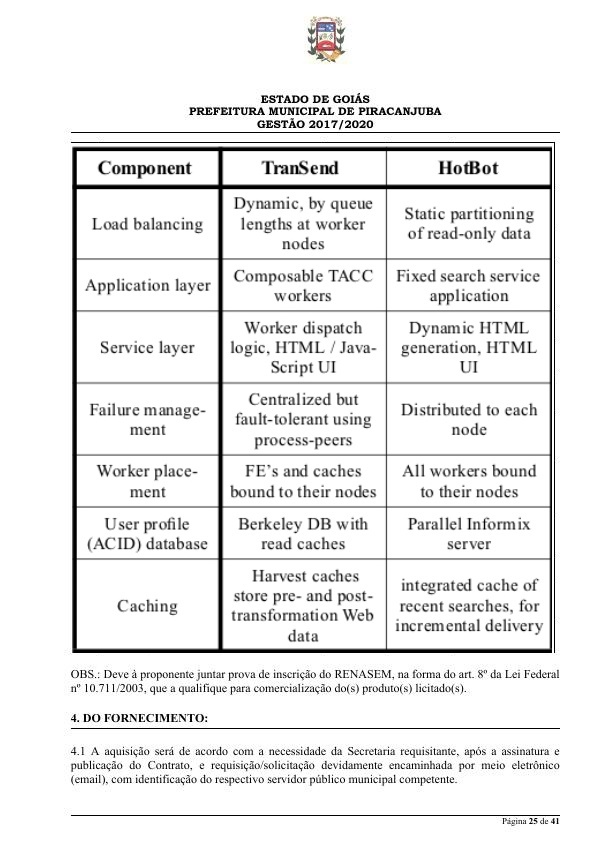 ESTADO DE GOIÁS
PREFEITURA MUNICIPAL DE PIRACANJUBA
GESTÃO 2017/2020
Component TranSend HotBot
Load balancing
Dynamic, by queue
lengths at worker
nodes
Static partitioning
of read-only data
Application layer
Composable TACC
workers
Fixed search service
application
Service layer
Worker dispatch
logic, HTML / Java-
Script UI
Dynamic HTML
generation, HTML
UI
Failure manage-
ment
Centralized but
fault-tolerant using
process-peers
Distributed to each
node
Worker place-
ment
FE's and caches
bound to their nodes
All workers bound
to their nodes
User profile
(ACID) database
Berkeley DB with
read caches
Parallel Informix
server
Caching
Harvest caches
store pre- and post-
transformation Web
data
integrated cache of
recent searches, for
incremental delivery
OBS.: Deve à proponente juntar prova de inscrição do RENASEM, na forma do art. 8º da Lei Federal
nº 10.711/2003, que a qualifique para comercialização do(s) produto(s) licitado(s).
4. DO FORNECIMENTO:
4.1 A aquisição será de acordo com a necessidade da Secretaria requisitante, após a assinatura e
publicação do Contrato, e requisição/solicitação devidamente encaminhada por meio eletrônico
(email), com identificação do respectivo servidor público municipal competente.
Página 25 de 41